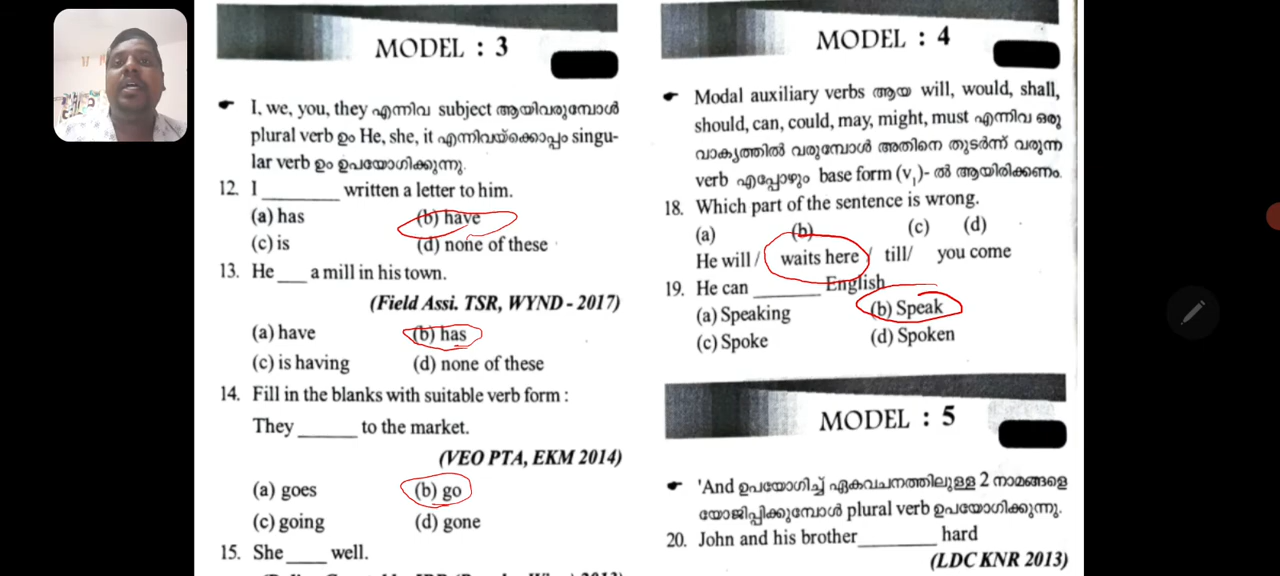 MODEL : 3
I, we, you, they എന്നിവ subject ആയിവരുമ്പോൾ
plural verb ഉം He, she, it എന്നിവയ്ക്കൊപ്പം singu-
lar verb ഉം ഉപയോഗിക്കുന്നു.
12. I ________ written a letter to him.
(a) has (b) have
(c) is (d) none of these
13. He ___ a mill in his town.
(Field Assi. TSR, WYND - 2017)
(a) have (b) has
(c) is having (d) none of these
14. Fill in the blanks with suitable verb form :
They ______ to the market.
(VEO PTA, EKM 2014)
(a) goes (b) go
(c) going (d) gone
15. She ____ well.
MODEL : 4
Modal auxiliary verbs ആയ will, would, shall,
should, can, could, may, might, must എന്നിവ ഒരു
വാക്യത്തിൽ വരുമ്പോൾ അതിനെ തുടർന്ന് വരുന്ന
verb എപ്പോഴും base form (v₁)- ൽ ആയിരിക്കണം.
18. Which part of the sentence is wrong.
(a) (b) (c) (d)
He will / waits here / till/ you come
19. He can _______ English
(a) Speaking (b) Speak
(c) Spoke (d) Spoken
MODEL : 5
'And ഉപയോഗിച്ച് ഏകവചനത്തിലുള്ള 2 നാമങ്ങളെ
യോജിപ്പിക്കുമ്പോൾ plural verb ഉപയോഗിക്കുന്നു.
20. John and his brother________ hard
(LDC KNR 2013)